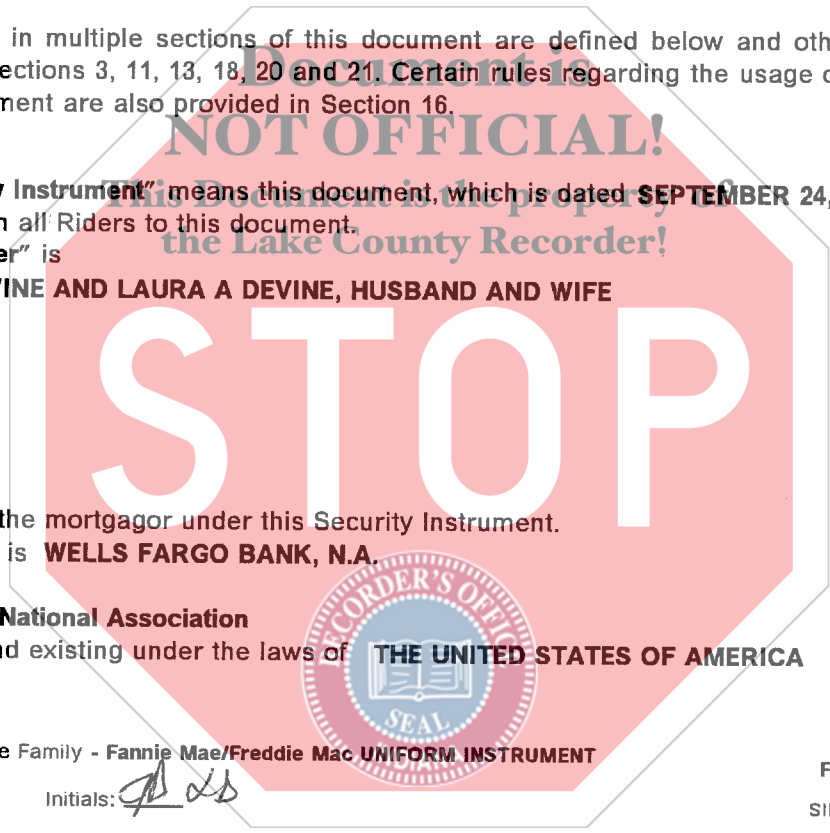 in multiple sections of this document are defined below and oth
ections 3, 11, 13, 18, 20 and 21. Certain rules regarding the usage o
ment are also provided in Section 16.
Document is
NOT OFFICIAL!
This Document is the property of
the Lake County Recorder!
y Instrument" means this document, which is dated SEPTEMBER 24,
n all Riders to this document.
er" is
VINE AND LAURA A DEVINE, HUSBAND AND WIFE
STOP
the mortgagor under this Security Instrument.
is WELLS FARGO BANK, N.A.
National Association
nd existing under the laws of THE UNITED STATES OF AMERICA
RECORDER'S OFFICE
SEAL
INDIANA
e Family - Fannie Mae/Freddie Mac UNIFORM INSTRUMENT
Initials:
F
SI